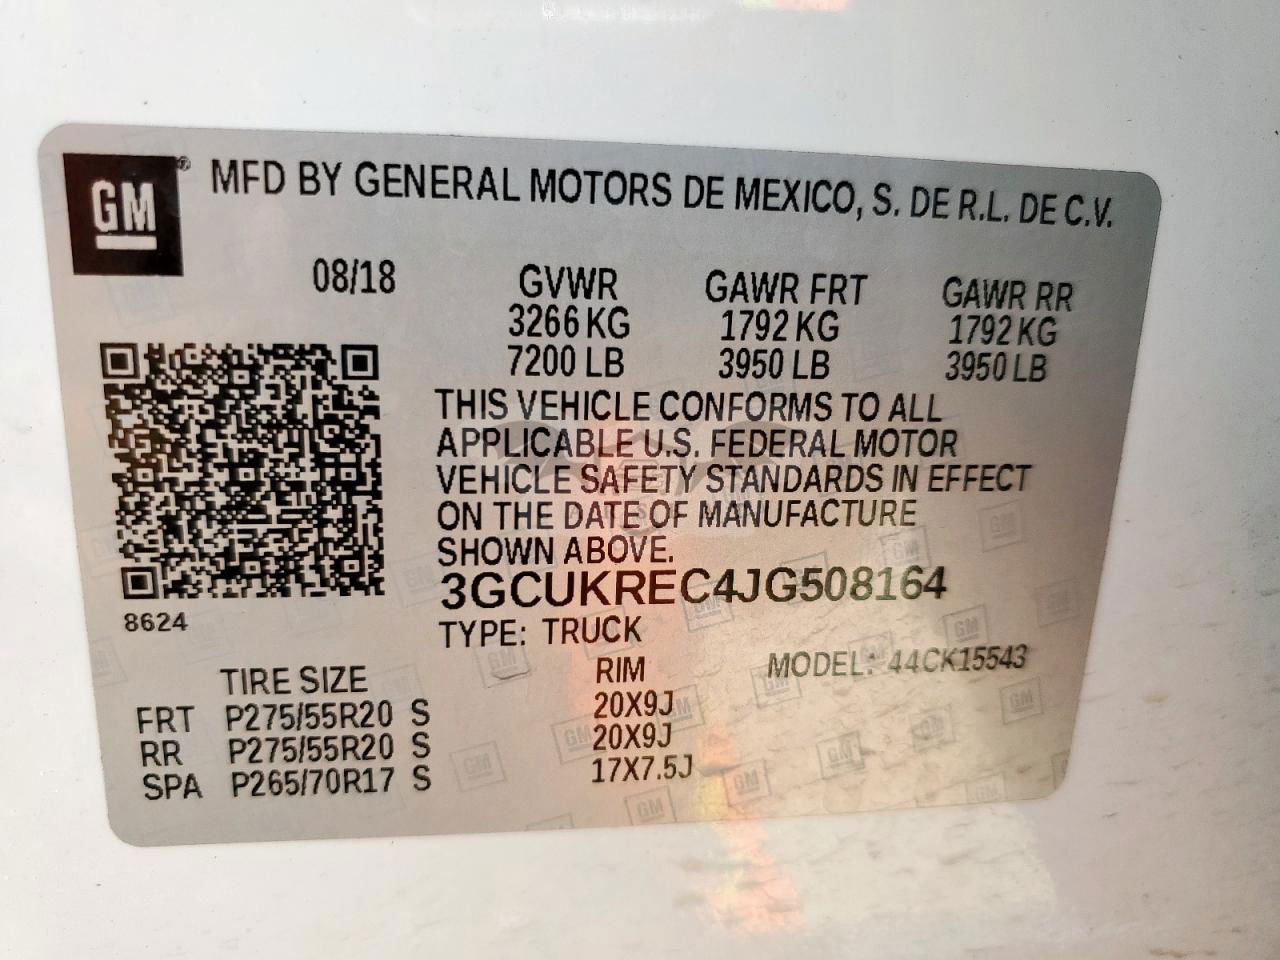 GM ® MFD BY GENERAL MOTORS DE MEXICO, S. DE R.L. DE C.V.
08/18 GVWR GAWR FRT GAWR RR
3266 KG 1792 KG 1792 KG
7200 LB 3950 LB 3950 LB
THIS VEHICLE CONFORMS TO ALL
APPLICABLE U.S. FEDERAL MOTOR
VEHICLE SAFETY STANDARDS IN EFFECT
ON THE DATE OF MANUFACTURE
SHOWN ABOVE.
3GCUKREC4JG508164
8624
TYPE: TRUCK
MODEL: 44CK15543
TIRE SIZE RIM
FRT P275/55R20 S 20X9J
RR P275/55R20 S 20X9J
SPA P265/70R17 S 17X7.5J